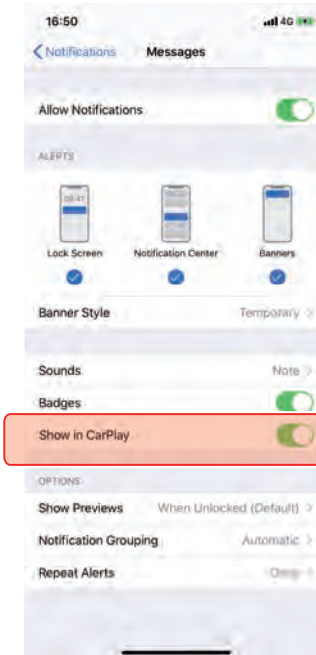 16:50 4G
Notifications Messages
Allow Notifications
ALERTS
09:41
Lock Screen Notification Center Banners
Banner Style Temporary
Sounds Note
Badges
Show in CarPlay
OPTIONS
Show Previews When Unlocked (Default)
Notification Grouping Automatic
Repeat Alerts